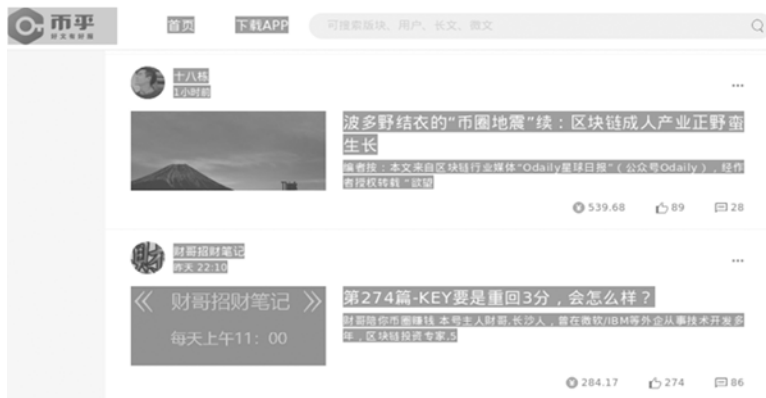 币乎
好文有好报
首页
下载APP
可搜索版块、用户、长文、微文
十八栋
1小时前
波多野结衣的“币圈地震”续：区块链成人产业正野蛮
生长
编者按：本文来自区块链行业媒体“Odaily星球日报”（公众号Odaily），经作
者授权转载 “欲望
539.68
89
28
财哥招财笔记
昨天 22:10
财哥招财笔记
每天上午11：00
第274篇-KEY要是重回3分，会怎么样？
财哥陪你币圈赚钱 本号主人财哥,长沙人，曾在微软/IBM等外企从事技术开发多
年，区块链投资专家,5
284.17
274
86